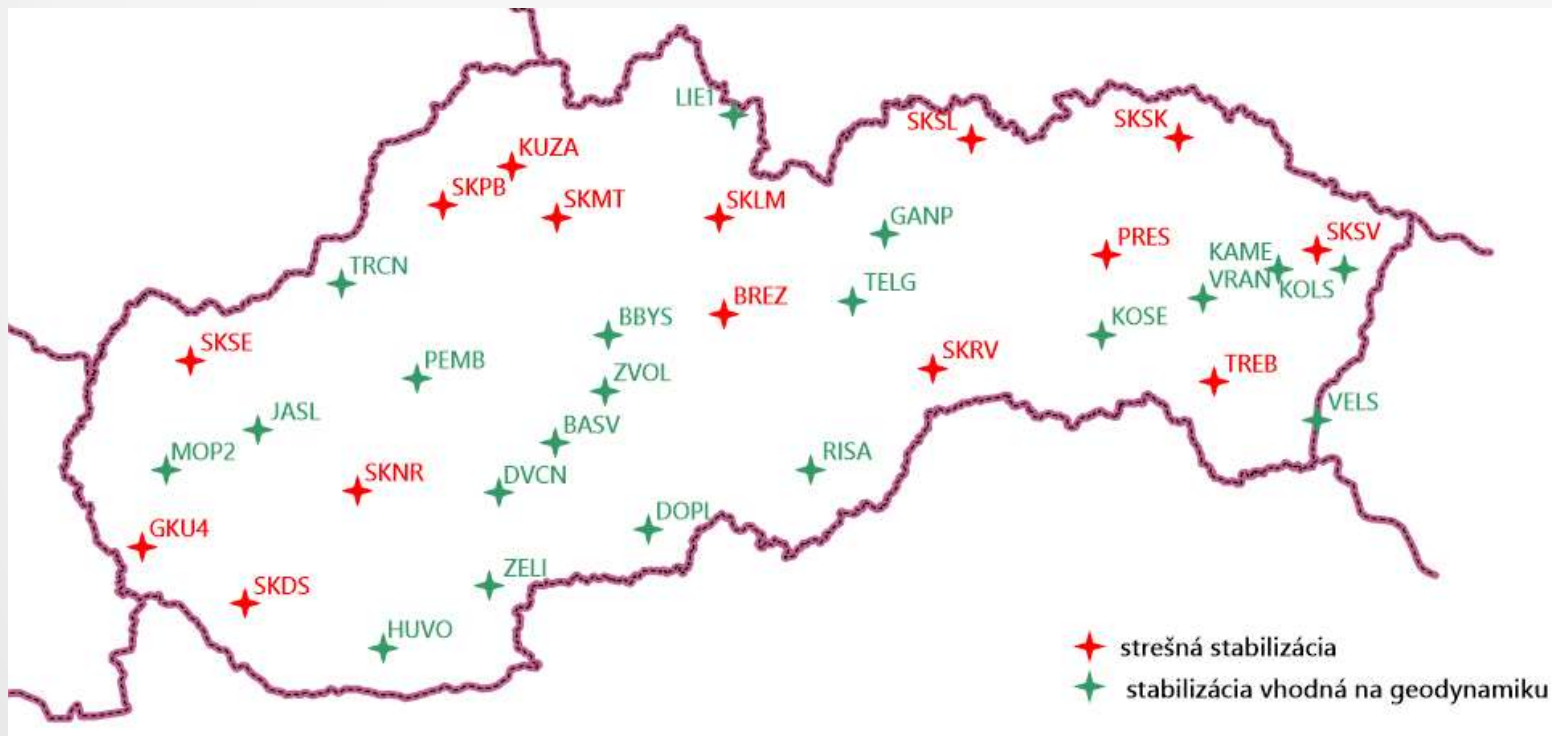 LIE1
SKSL
SKSK
KUZA
SKPB
SKMT
SKLM
GANP
PRES
SKSV
KAME
TRCN
TELG
VRAN
KOLS
BREZ
BBYS
KOSE
SKSE
PEMB
ZVOL
SKRV
TREB
JASL
VELS
BASV
MOP2
SKNR
DVCN
RISA
GKU4
DOPL
SKDS
ZELI
HUVO
strešná stabilizácia
stabilizácia vhodná na geodynamiku